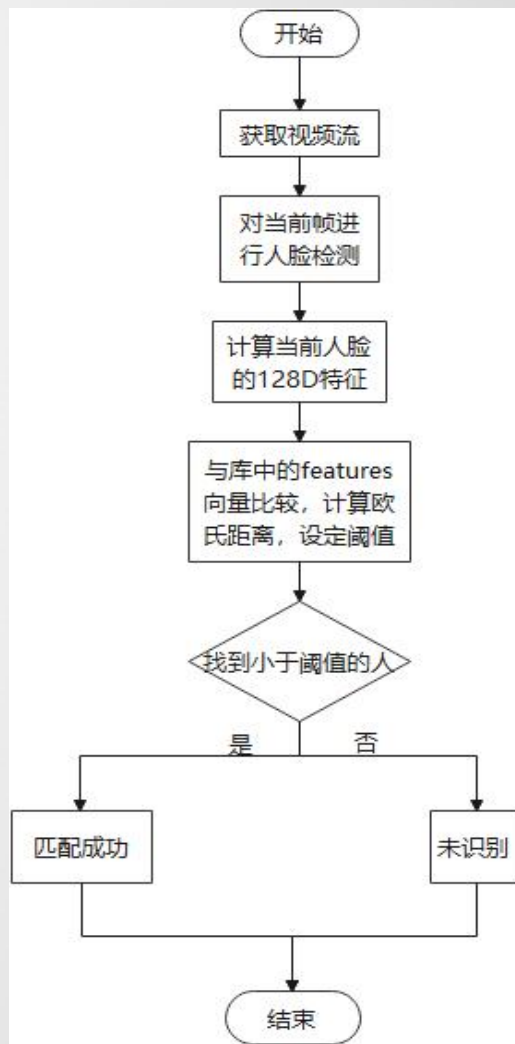 开始
获取视频流
对当前帧进
行人脸检测
计算当前人脸
的128D特征
与库中的features
向量比较，计算欧
氏距离，设定阈值
找到小于阈值的人
是
否
匹配成功
未识别
结束